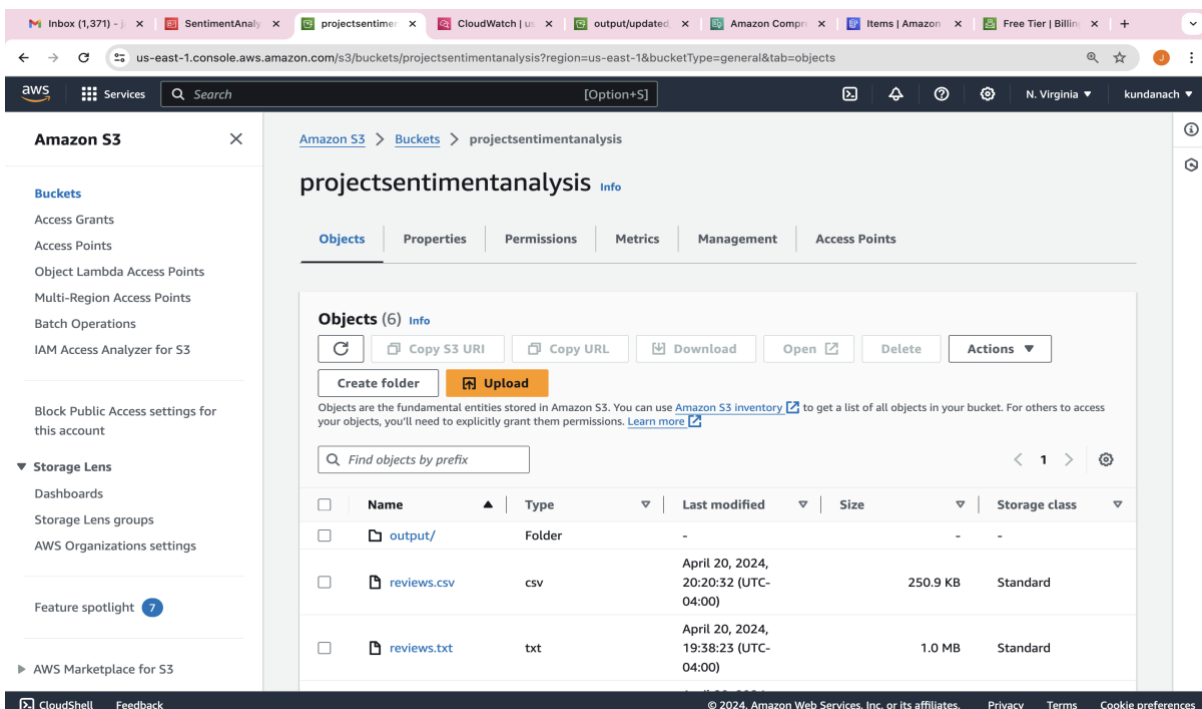 Inbox (1,371) - j
SentimentAnaly
projectsentimer
CloudWatch | us
output/updated_
Amazon Compre
Items | Amazon
Free Tier | Billing
us-east-1.console.aws.amazon.com/s3/buckets/projectsentimentanalysis?region=us-east-1&bucketType=general&tab=objects
J
aws
Services
Search
[Option+S]
N. Virginia
kundanach
Amazon S3
Buckets
Access Grants
Access Points
Object Lambda Access Points
Multi-Region Access Points
Batch Operations
IAM Access Analyzer for S3
Block Public Access settings for
this account
Storage Lens
Dashboards
Storage Lens groups
AWS Organizations settings
Feature spotlight 7
AWS Marketplace for S3
Amazon S3 > Buckets > projectsentimentanalysis
projectsentimentanalysis Info
Objects Properties Permissions Metrics Management Access Points
Objects (6) Info
Copy S3 URI Copy URL Download Open Delete Actions
Create folder Upload
Objects are the fundamental entities stored in Amazon S3. You can use Amazon S3 inventory to get a list of all objects in your bucket. For others to access
your objects, you'll need to explicitly grant them permissions. Learn more
Find objects by prefix
1
Name Type Last modified Size Storage class
output/ Folder - - -
April 20, 2024,
reviews.csv csv 20:20:32 (UTC- 250.9 KB Standard
04:00)
April 20, 2024,
reviews.txt txt 19:38:23 (UTC- 1.0 MB Standard
04:00)
CloudShell Feedback © 2024, Amazon Web Services, Inc. or its affiliates. Privacy Terms Cookie preferences